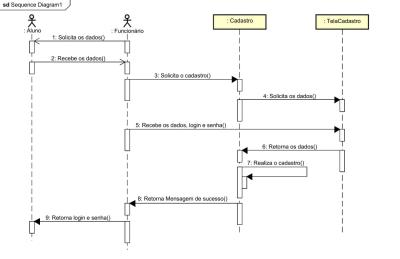 sd Sequence Diagram1
: Aluno
: Funcionário
: Cadastro
: TelaCadastro
1: Solicita os dados()
2: Recebe os dados()
3: Solicita o cadastro()
4: Solicita os dados()
5: Recebe os dados, login e senha()
6: Retorna os dados()
7: Realiza o cadastro()
8: Retorna Mensagem de sucesso()
9: Retorna login e senha()